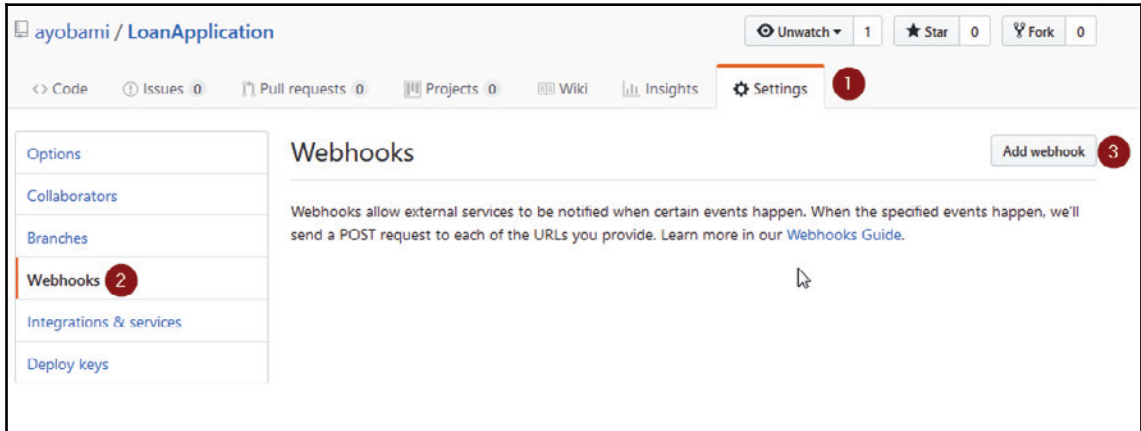 ayobami / LoanApplication
Unwatch 1 Star 0 Fork 0
Code Issues 0 Pull requests 0 Projects 0 Wiki Insights Settings 1
Options
Collaborators
Branches
Webhooks 2
Integrations & services
Deploy keys
Webhooks
Add webhook 3
Webhooks allow external services to be notified when certain events happen. When the specified events happen, we'll
send a POST request to each of the URLs you provide. Learn more in our Webhooks Guide.